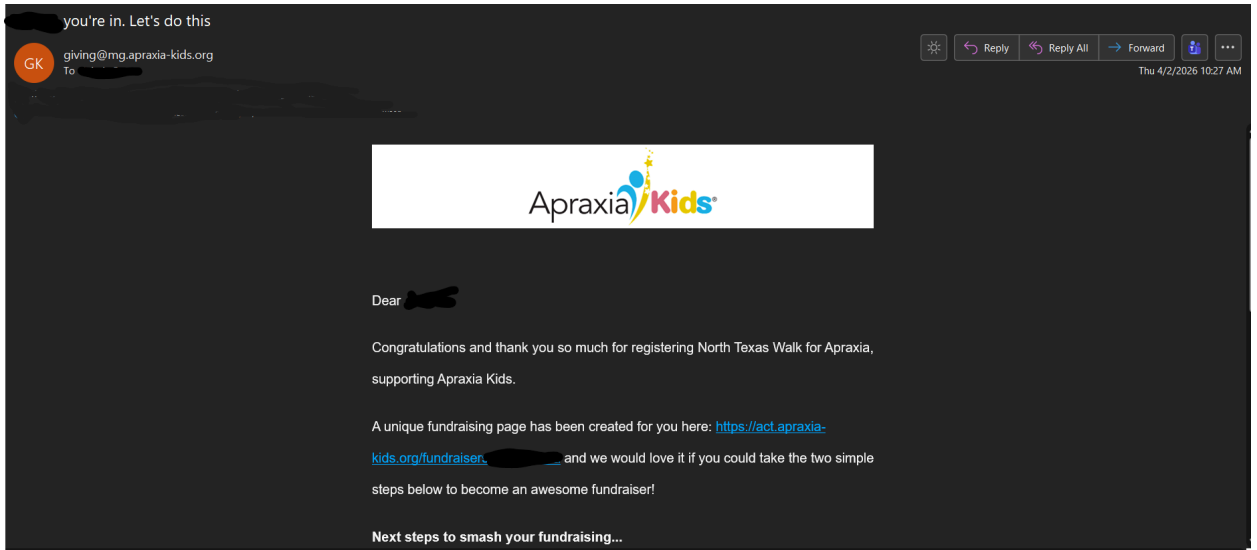 you're in. Let's do this
GK
giving@mg.apraxia-kids.org
To
Reply
Reply All
Forward
Thu 4/2/2026 10:27 AM
Apraxia Kids®
Dear
Congratulations and thank you so much for registering North Texas Walk for Apraxia,
supporting Apraxia Kids.
A unique fundraising page has been created for you here: https://act.apraxia-
kids.org/fundraisers and we would love it if you could take the two simple
steps below to become an awesome fundraiser!
Next steps to smash your fundraising...